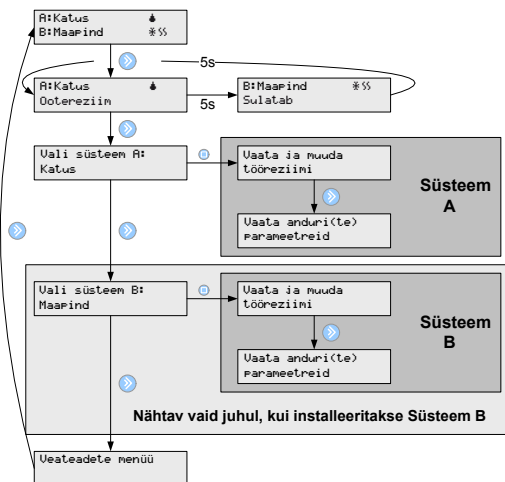 A:Katus
B:Maapind
5s
A:Katus
Ootereziim
5s
B:Maapind
Sulatab
Vali süsteem A:
Katus
Vaata ja muuda
tööreziimi
Vaata anduri(te)
parameetreid
Süsteem
A
Vali süsteem B:
Maapind
Vaata ja muuda
tööreziimi
Vaata anduri(te)
parameetreid
Süsteem
B
Nähtav vaid juhul, kui installeeritakse Süsteem B
Veateadete menüü